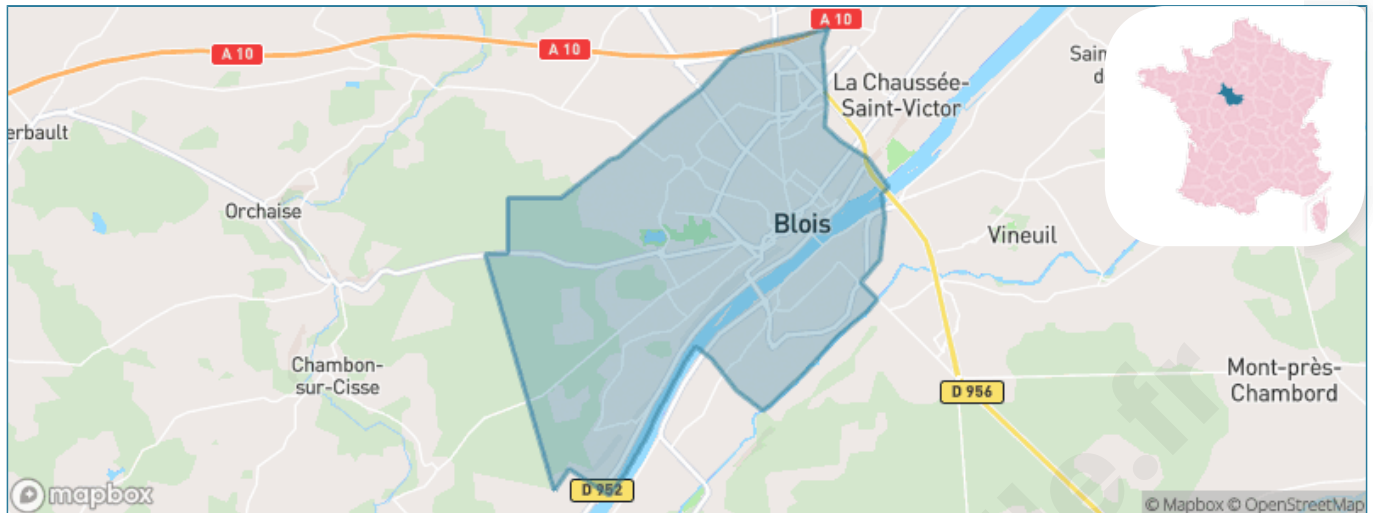 A 10
A 10
A 10
La Chaussée-
Saint-Victor
Sain
d
erbault
Orchaise
Blois
Vineuil
Chambon-
sur-Cisse
Mont-près-
Chambord
D 956
D 952
mapbox
© Mapbox © OpenStreetMap